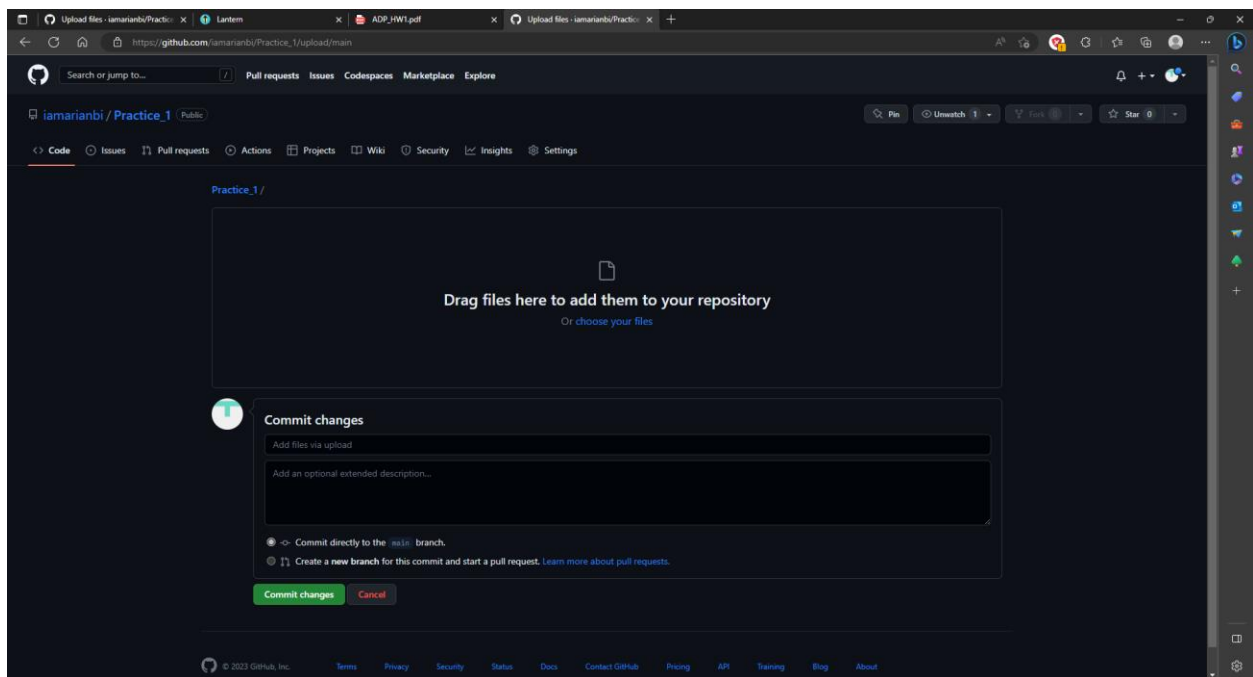 Upload files · iamarianbi/Practic
Lantern
ADP_HW1.pdf
Upload files · iamarianbi/Practic
https://github.com/iamarianbi/Practice_1/upload/main
Search or jump to...
/
Pull requests Issues Codespaces Marketplace Explore
iamarianbi / Practice_1 Public
Pin
Unwatch 1
Fork 0
Star 0
Code Issues Pull requests Actions Projects Wiki Security Insights Settings
Practice_1 /
Drag files here to add them to your repository
Or choose your files
Commit changes
Add files via upload
Add an optional extended description...
Commit directly to the main branch.
Create a new branch for this commit and start a pull request. Learn more about pull requests.
Commit changes Cancel
© 2023 GitHub, Inc. Terms Privacy Security Status Docs Contact GitHub Pricing API Training Blog About